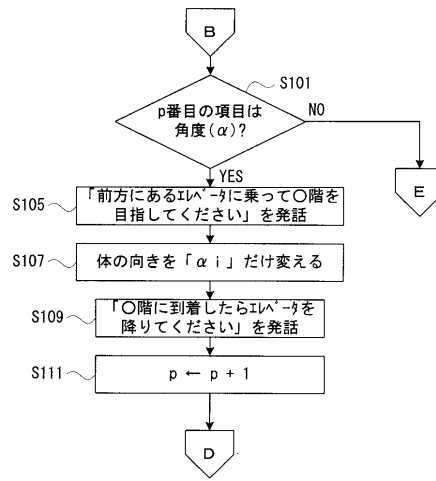 B
S101
p番目の項目は
角度(α)?
NO
YES
E
S105
「前方にあるｴﾚﾍﾞｰﾀに乗って〇階を
目指してください」を発話
S107
体の向きを「αi」だけ変える
S109
「〇階に到着したらｴﾚﾍﾞｰﾀを
降りてください」を発話
S111
p ← p + 1
D